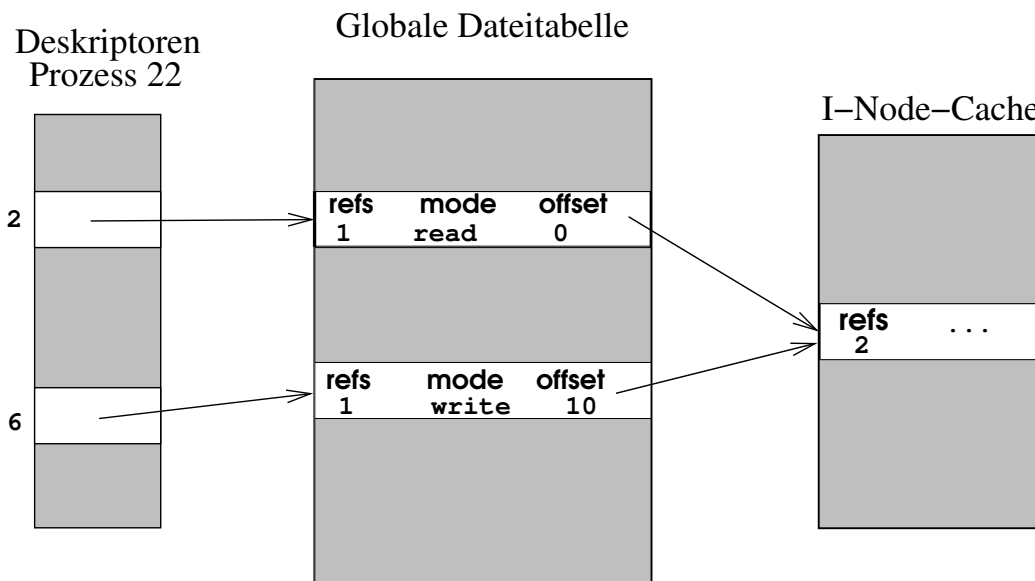 Deskriptoren
Prozess 22
Globale Dateitabelle
I–Node–Cache
2
refs mode offset
1 read 0
refs ...
2
6
refs mode offset
1 write 10